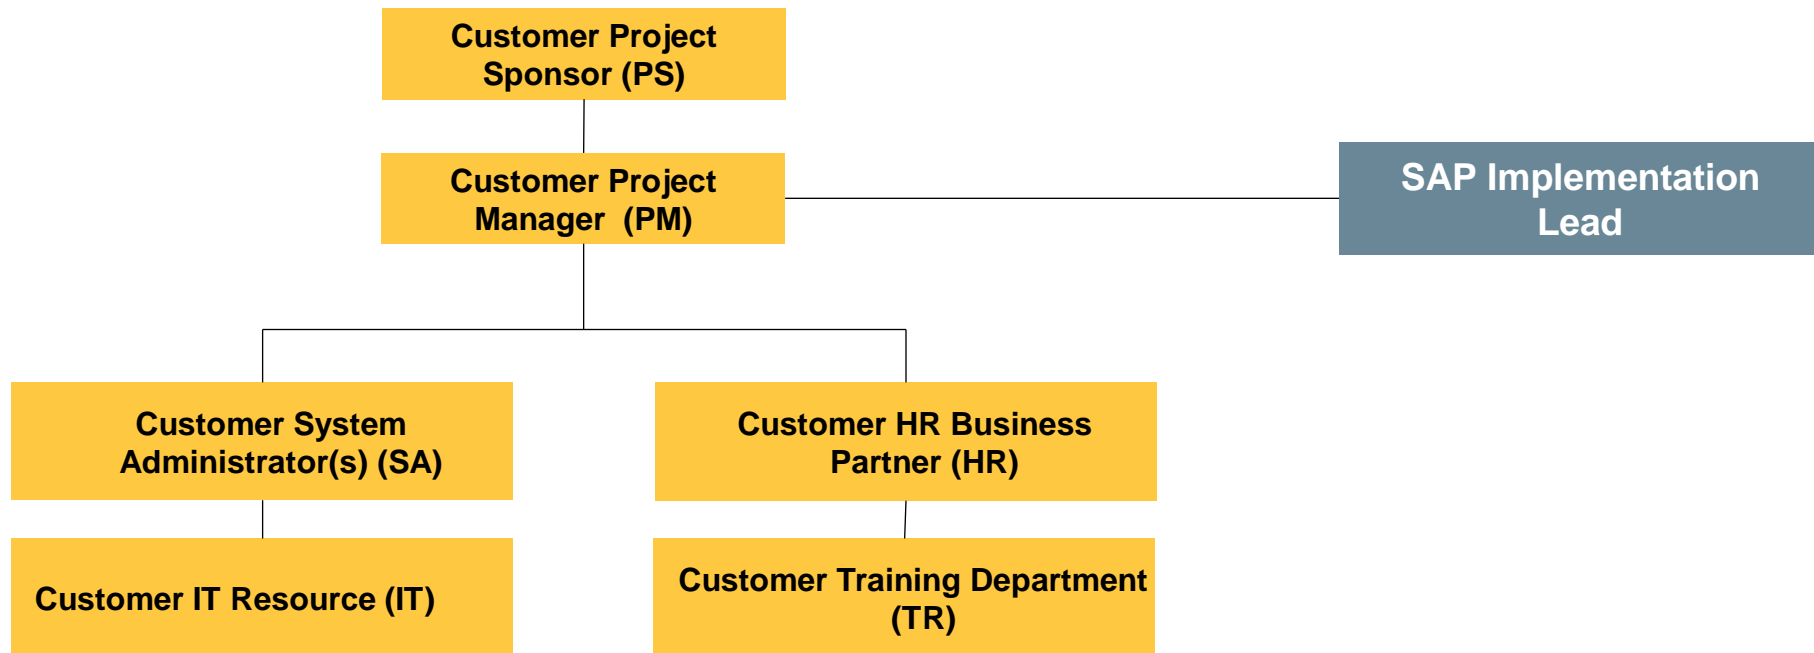 Customer Project
Sponsor (PS)
Customer Project
Manager  (PM)
SAP Implementation
Lead
Customer System
Administrator(s) (SA)
Customer HR Business
Partner (HR)
Customer IT Resource (IT)
Customer Training Department
(TR)